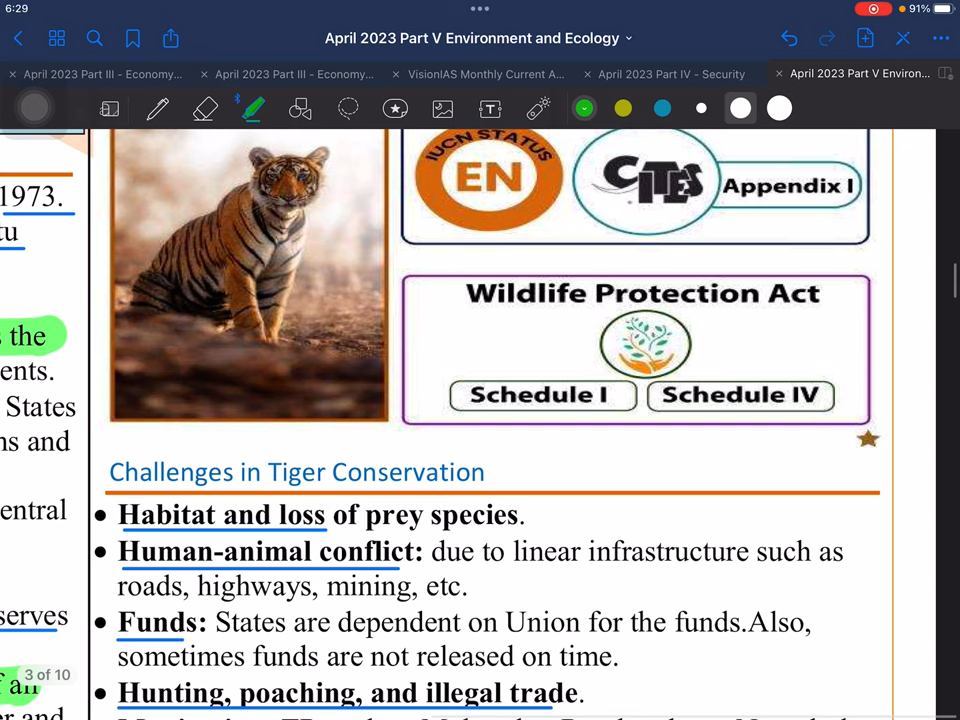 6:29
91%
April 2023 Part V Environment and Ecology
× April 2023 Part III - Economy...
× April 2023 Part III - Economy...
× VisionIAS Monthly Current A...
× April 2023 Part IV - Security
× April 2023 Part V Environ...
1973.
tu
s the
ents.
States
ns and
entral
serves
f all
er and
3 of 10
IUCN STATUS
EN
CITES
Appendix I
Wildlife Protection Act
Schedule I
Schedule IV
Challenges in Tiger Conservation
• Habitat and loss of prey species.
• Human-animal conflict: due to linear infrastructure such as
roads, highways, mining, etc.
• Funds: States are dependent on Union for the funds.Also,
sometimes funds are not released on time.
• Hunting, poaching, and illegal trade.